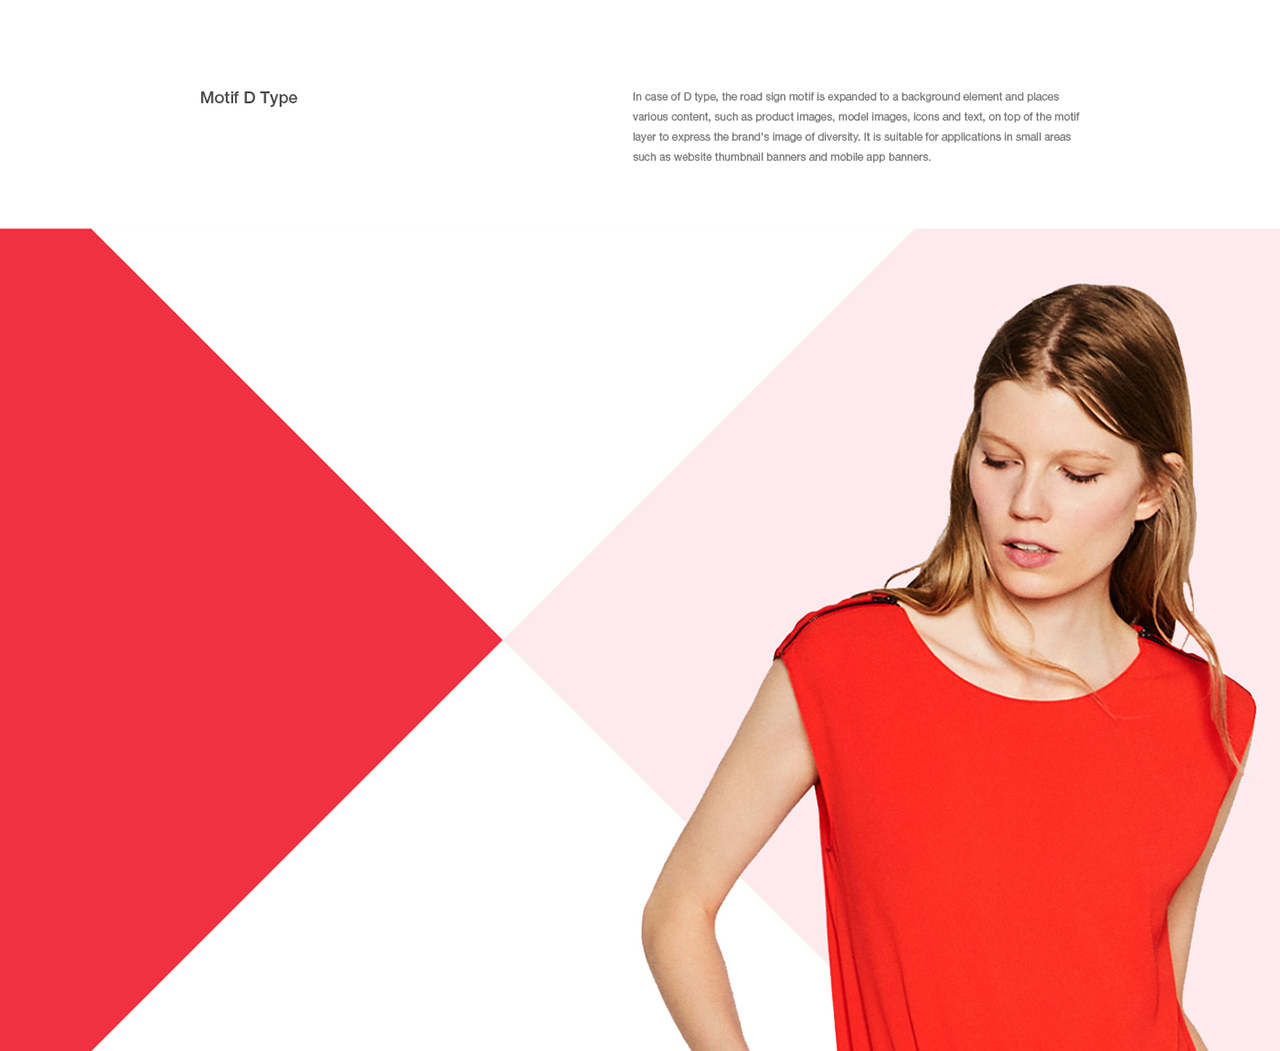 Motif D Type
In case of D type, the road sign motif is expanded to a background element and places
various content, such as product images, model images, icons and text, on top of the motif
layer to express the brand's image of diversity. It is suitable for applications in small areas
such as website thumbnail banners and mobile app banners.